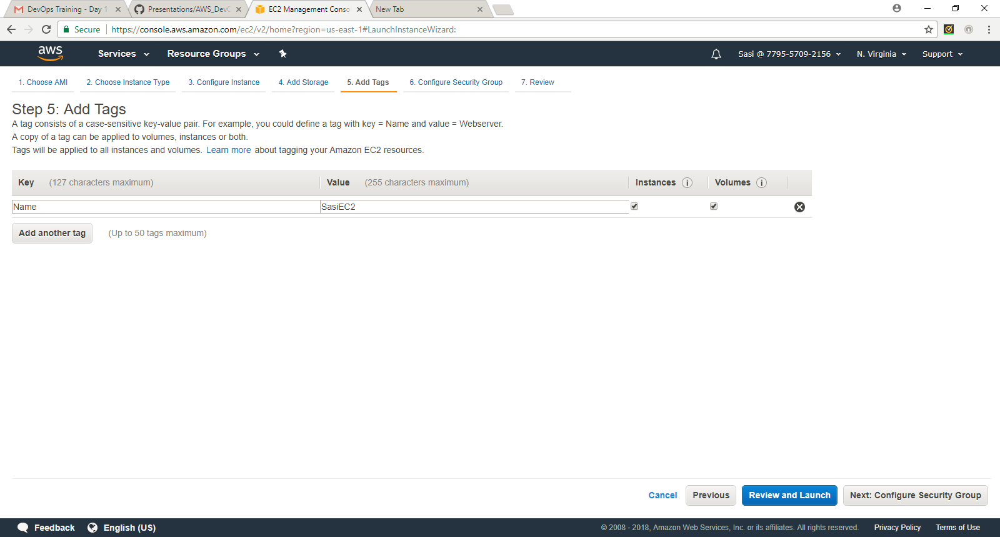 DevOps Training - Day 1
Presentations/AWS_DevO
EC2 Management Conso
New Tab
Secure
https://console.aws.amazon.com/ec2/v2/home?region=us-east-1#LaunchInstanceWizard:
aws
Services
Resource Groups
Sasi @ 7795-5709-2156
N. Virginia
Support
1. Choose AMI
2. Choose Instance Type
3. Configure Instance
4. Add Storage
5. Add Tags
6. Configure Security Group
7. Review
Step 5: Add Tags
A tag consists of a case-sensitive key-value pair. For example, you could define a tag with key = Name and value = Webserver.
A copy of a tag can be applied to volumes, instances or both.
Tags will be applied to all instances and volumes. Learn more about tagging your Amazon EC2 resources.
Key (127 characters maximum)
Value (255 characters maximum)
Instances i
Volumes i
Name
SasiEC2
Add another tag
(Up to 50 tags maximum)
Cancel
Previous
Review and Launch
Next: Configure Security Group
Feedback
English (US)
© 2008 - 2018, Amazon Web Services, Inc. or its affiliates. All rights reserved.
Privacy Policy
Terms of Use